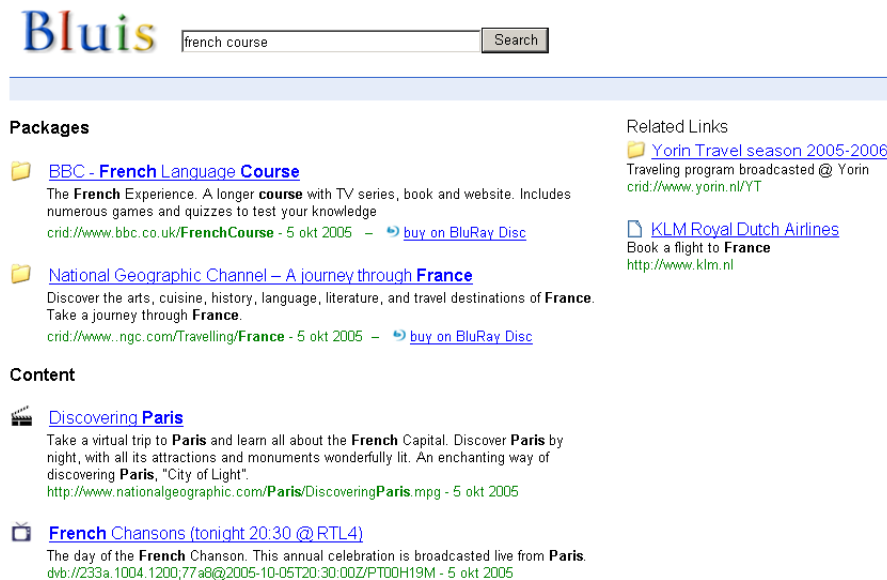 Bluis
french course
Search
Packages
BBC - French Language Course
The French Experience. A longer course with TV series, book and website. Includes
numerous games and quizzes to test your knowledge
crid://www.bbc.co.uk/FrenchCourse - 5 okt 2005 – buy on BluRay Disc
National Geographic Channel – A journey through France
Discover the arts, cuisine, history, language, literature, and travel destinations of France.
Take a journey through France.
crid://www..ngc.com/Travelling/France - 5 okt 2005 – buy on BluRay Disc
Content
Discovering Paris
Take a virtual trip to Paris and learn all about the French Capital. Discover Paris by
night, with all its attractions and monuments wonderfully lit. An enchanting way of
discovering Paris, "City of Light".
http://www.nationalgeographic.com/Paris/DiscoveringParis.mpg - 5 okt 2005
French Chansons (tonight 20:30 @ RTL4)
The day of the French Chanson. This annual celebration is broadcasted live from Paris.
dvb://233a.1004.1200;77a8@2005-10-05T20:30:00Z/PT00H19M - 5 okt 2005
Related Links
Yorin Travel season 2005-2006
Traveling program broadcasted @ Yorin
crid://www.yorin.nl/YT
KLM Royal Dutch Airlines
Book a flight to France
http://www.klm.nl